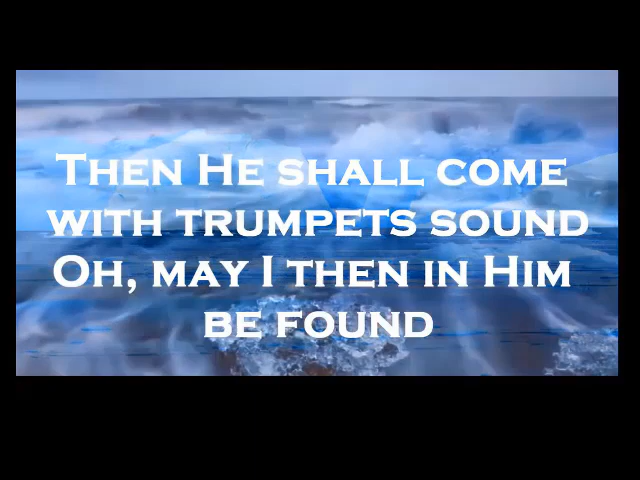 Then He shall come
with trumpets sound
Oh, may I then in Him
be found